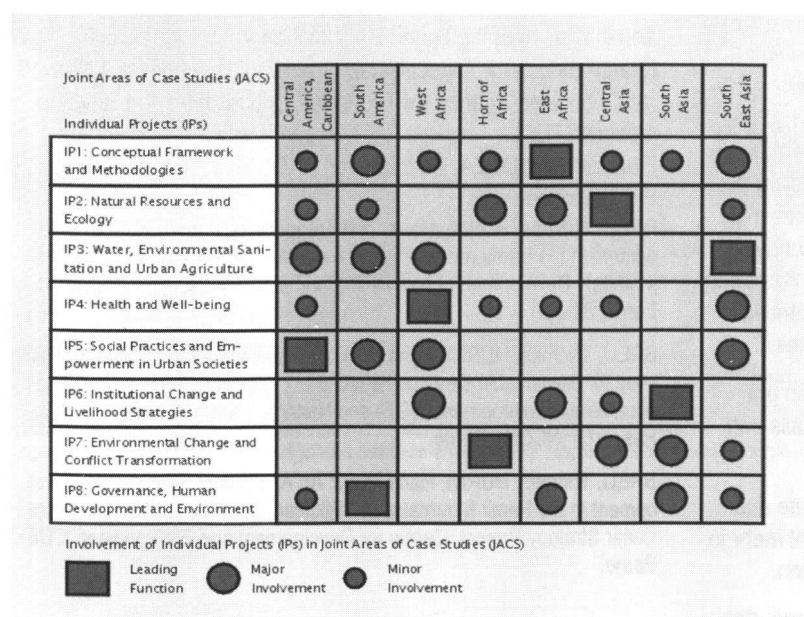 Joint Areas of Case Studies (JACS)
Individual Projects (IPs)
Central
America,
Caribbean
South
America
West
Africa
Horn of
Africa
East
Africa
Central
Asia
South
Asia
South
East Asia
IP1: Conceptual Framework
and Methodologies
IP2: Natural Resources and
Ecology
IP3: Water, Environmental Sani-
tation and Urban Agriculture
IP4: Health and Well-being
IP5: Social Practices and Em-
powerment in Urban Societies
IP6: Institutional Change and
Livelihood Strategies
IP7: Environmental Change and
Conflict Transformation
IP8: Governance, Human
Development and Environment
Involvement of Individual Projects (IPs) in Joint Areas of Case Studies (JACS)
Leading
Function
Major
Involvement
Minor
Involvement